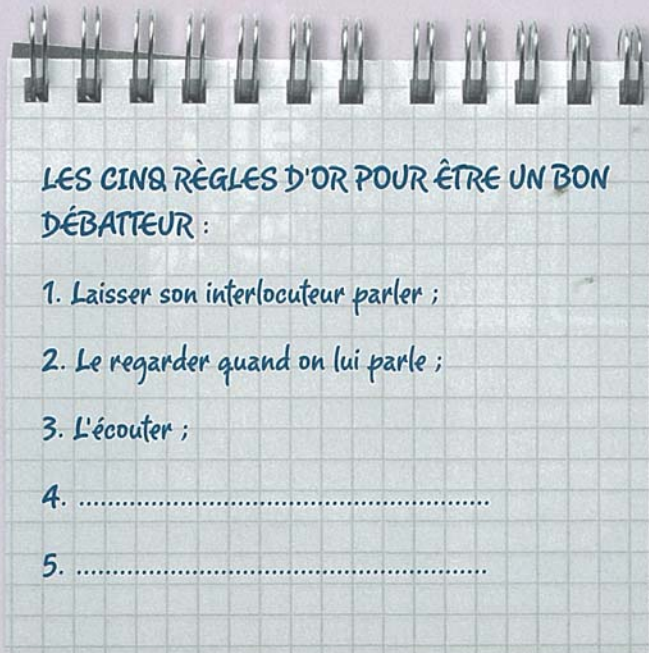 LES CINQ RÈGLES D'OR POUR ÊTRE UN BON
DÉBATTEUR :
1. Laisser son interlocuteur parler ;
2. Le regarder quand on lui parle ;
3. L'écouter ;
4. ............................................................
5. ............................................................